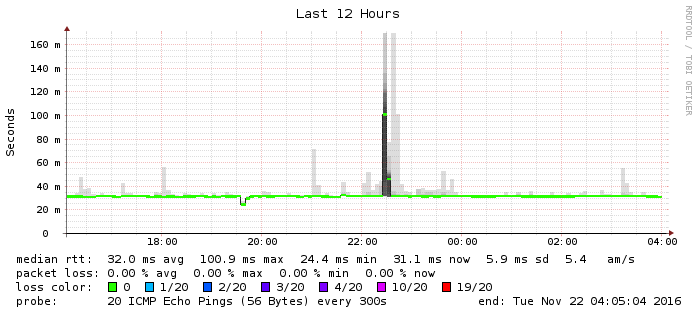 Last 12 Hours
RRDTOOL / TOBI OETIKER
Seconds
160 m
140 m
120 m
100 m
80 m
60 m
40 m
20 m
0
18:00 20:00 22:00 00:00 02:00 04:00
median rtt: 32.0 ms avg 100.9 ms max 24.4 ms min 31.1 ms now 5.9 ms sd 5.4 am/s
packet loss: 0.00 % avg 0.00 % max 0.00 % min 0.00 % now
loss color: 0 1/20 2/20 3/20 4/20 10/20 19/20
probe: 20 ICMP Echo Pings (56 Bytes) every 300s end: Tue Nov 22 04:05:04 2016